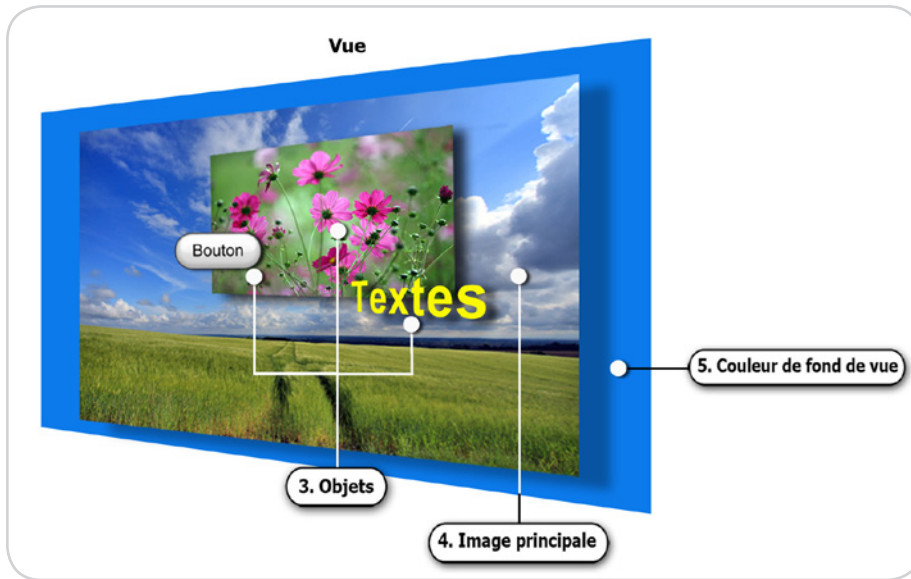 Vue
Bouton
Textes
5. Couleur de fond de vue
3. Objets
4. Image principale